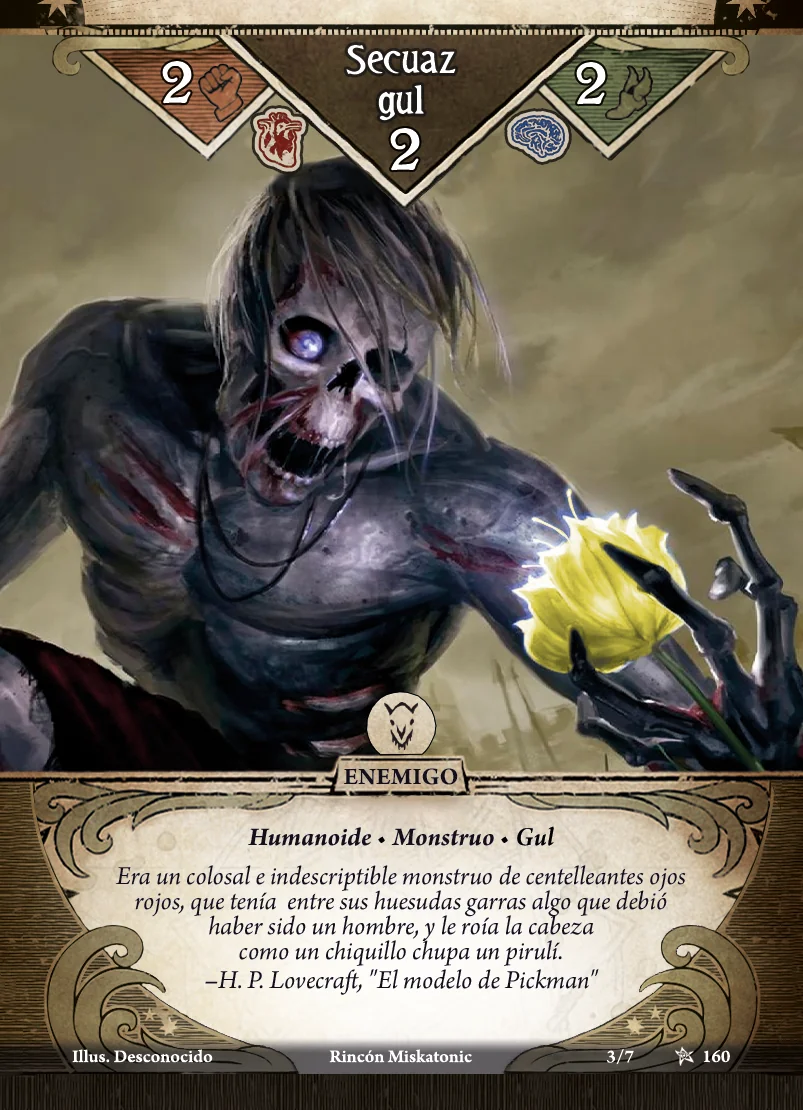 Secuaz
gul
2
2
2
ENEMIGO
Humanoide • Monstruo • Gul
Era un colosal e indescriptible monstruo de centelleantes ojos
rojos, que tenía entre sus huesudas garras algo que debió
haber sido un hombre, y le roía la cabeza
como un chiquillo chupa un pirulí.
–H. P. Lovecraft, "El modelo de Pickman"
Illus. Desconocido Rincón Miskatonic 3/7 160